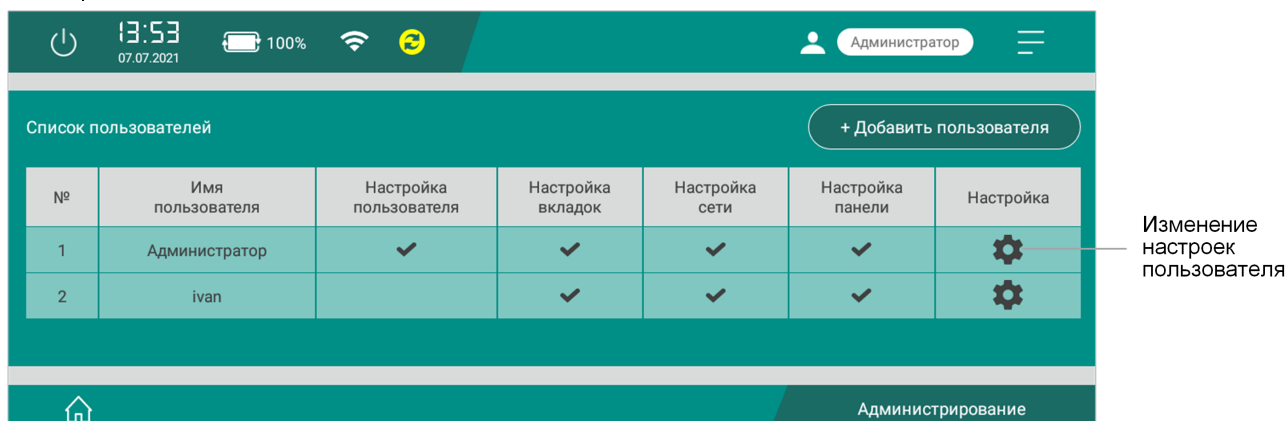 13:53
07.07.2021
100%
Администратор
Список пользователей
+ Добавить пользователя
№
Имя
пользователя
Настройка
пользователя
Настройка
вкладок
Настройка
сети
Настройка
панели
Настройка
1
Администратор
2
ivan
Изменение
настроек
пользователя
Администрирование